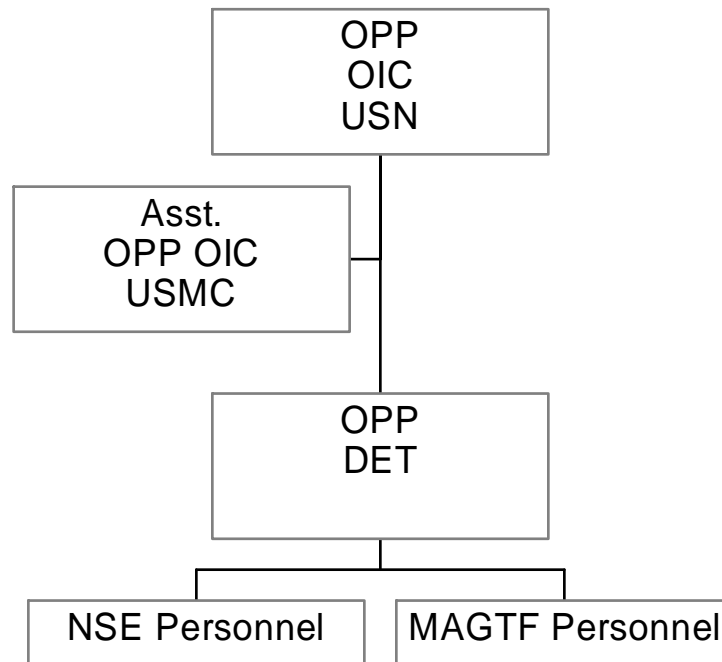 OPP
OIC
USN
Asst.
OPP OIC
USMC
OPP
DET
NSE Personnel
MAGTF Personnel